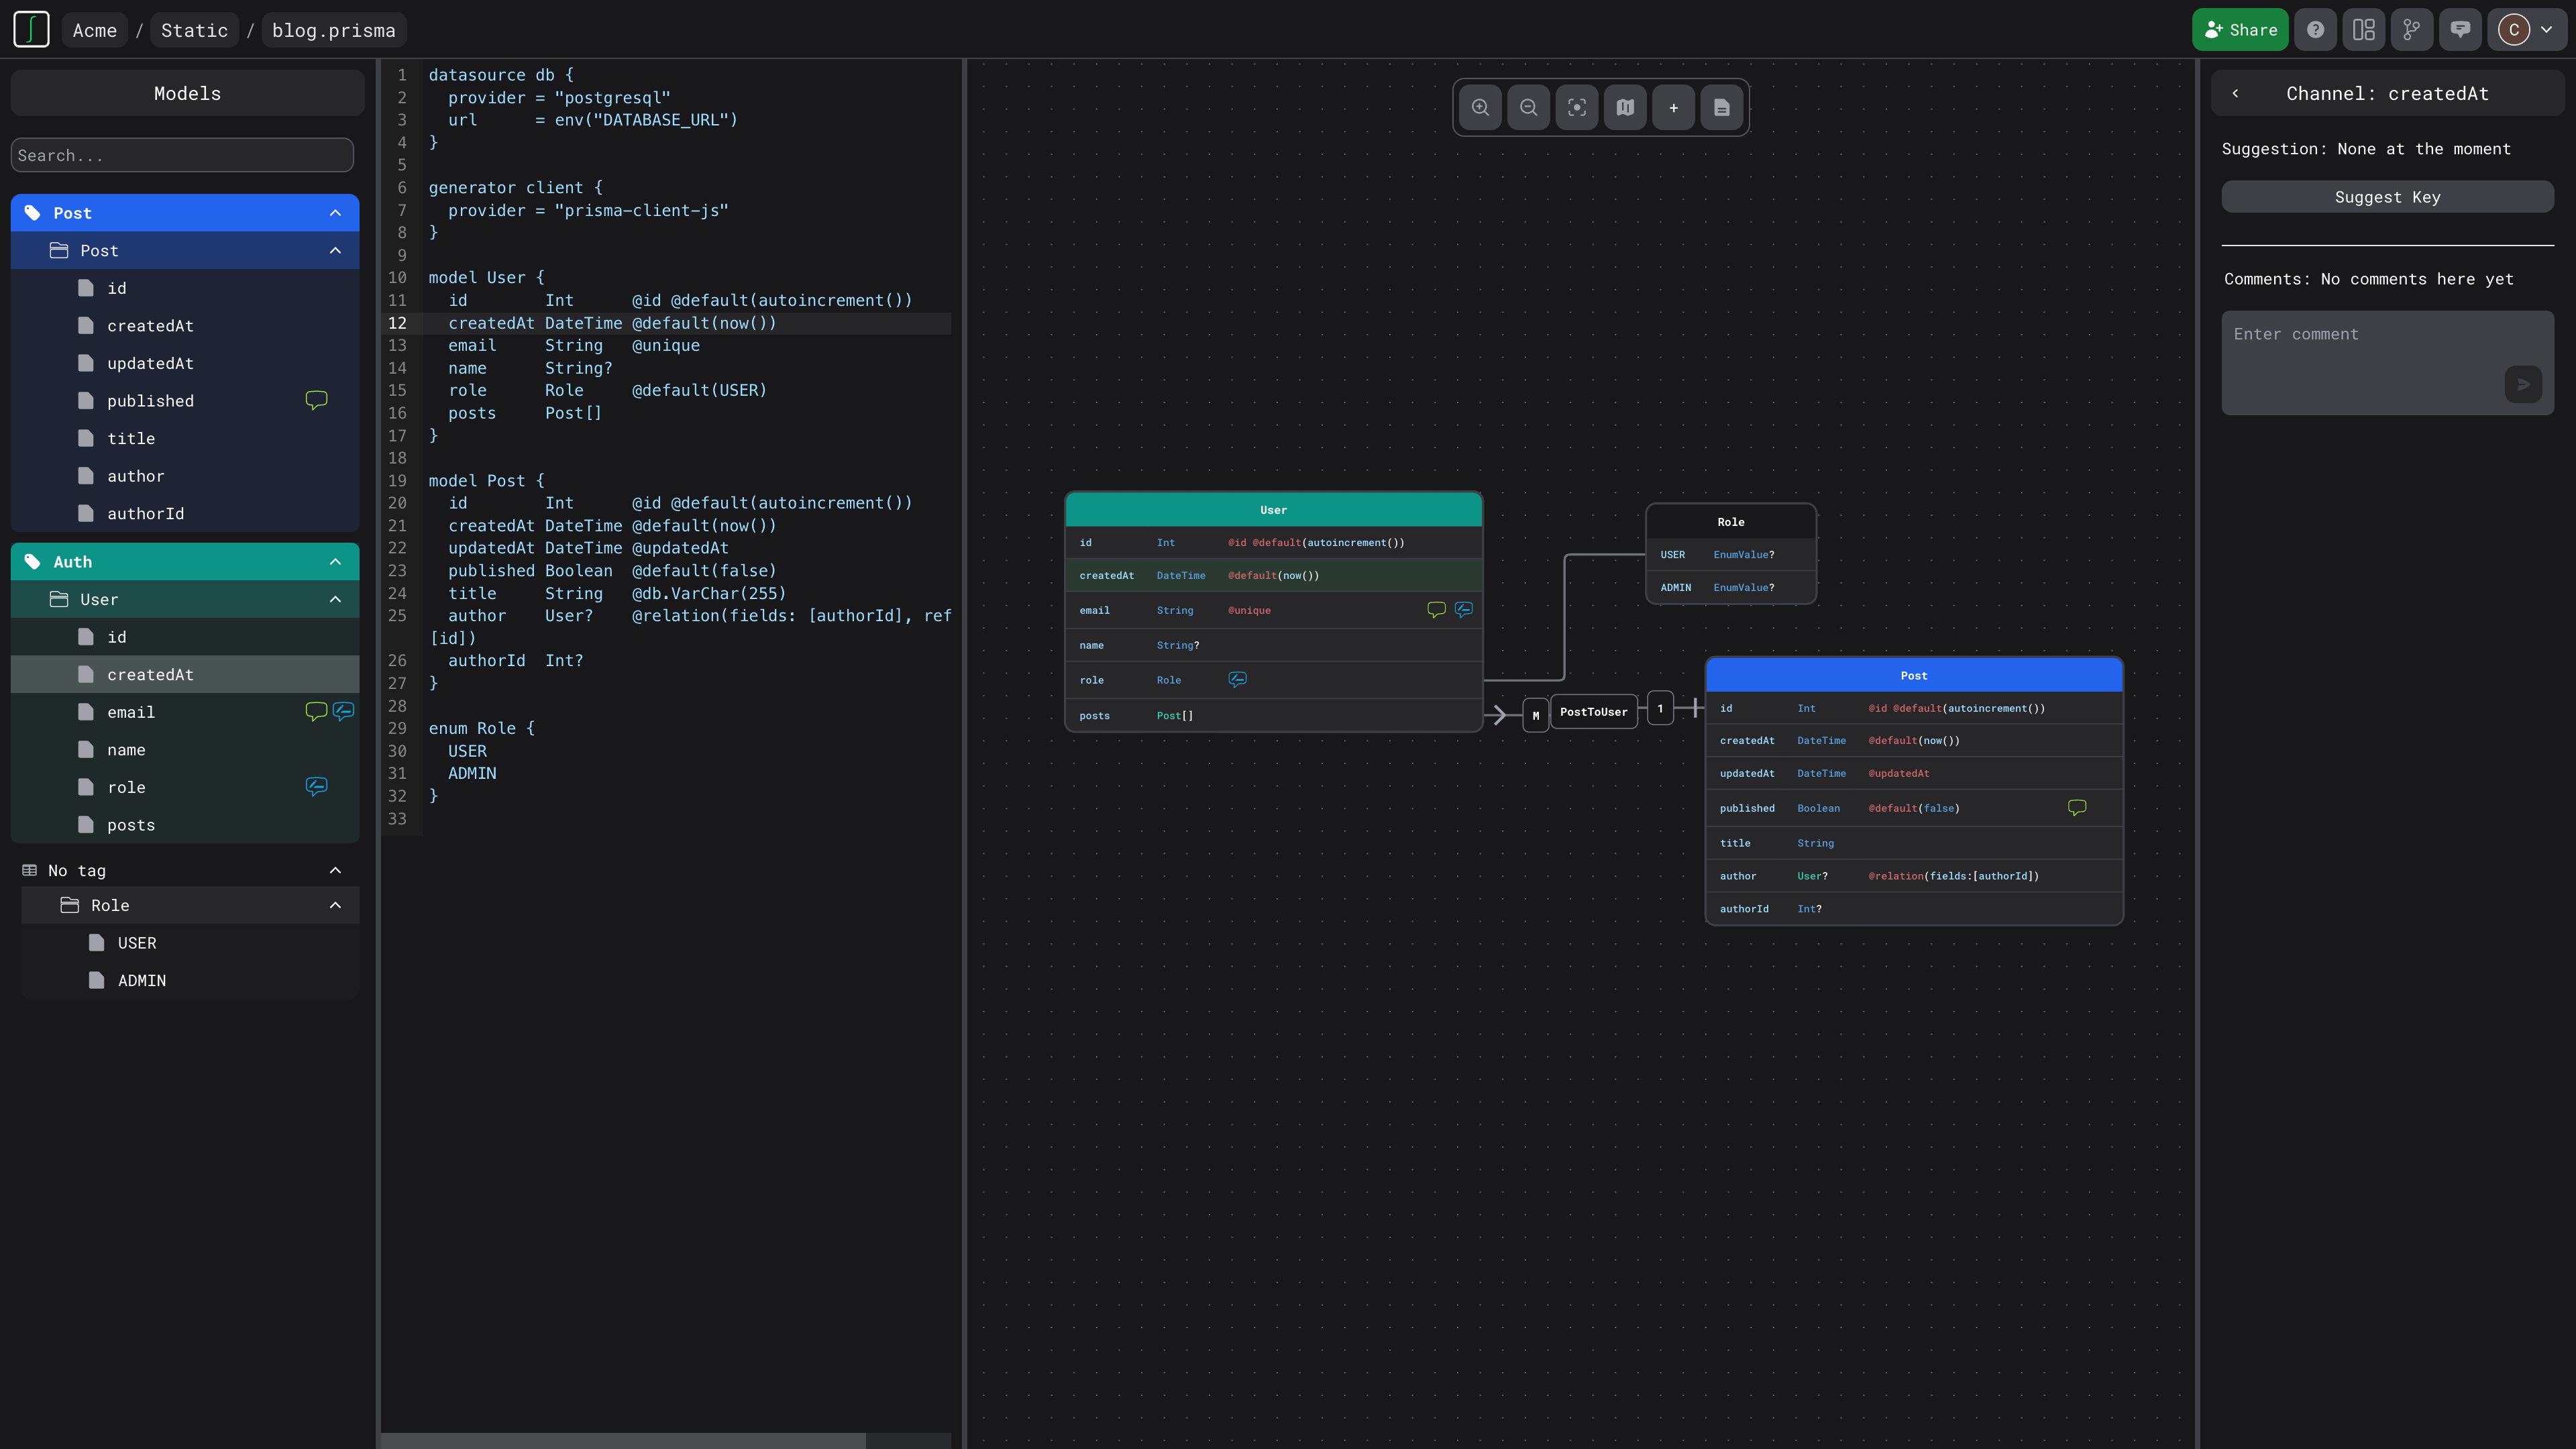 Acme / Static / blog.prisma
Share
C
Models
Search...
Post
Post
id
createdAt
updatedAt
published
title
author
authorId
Auth
User
id
createdAt
email
name
role
posts
No tag
Role
USER
ADMIN
1 datasource db {
2   provider = "postgresql"
3   url      = env("DATABASE_URL")
4 }
5
6 generator client {
7   provider = "prisma-client-js"
8 }
9
10 model User {
11   id        Int      @id @default(autoincrement())
12   createdAt DateTime @default(now())
13   email     String   @unique
14   name      String?
15   role      Role     @default(USER)
16   posts     Post[]
17 }
18
19 model Post {
20   id        Int      @id @default(autoincrement())
21   createdAt DateTime @default(now())
22   updatedAt DateTime @updatedAt
23   published Boolean  @default(false)
24   title     String   @db.VarChar(255)
25   author    User?    @relation(fields: [authorId], ref
[id])
26   authorId  Int?
27 }
28
29 enum Role {
30   USER
31   ADMIN
32 }
33
+
User
id Int @id @default(autoincrement())
createdAt DateTime @default(now())
email String @unique
name String?
role Role
posts Post[]
M PostToUser 1
Role
USER EnumValue?
ADMIN EnumValue?
Post
id Int @id @default(autoincrement())
createdAt DateTime @default(now())
updatedAt DateTime @updatedAt
published Boolean @default(false)
title String
author User? @relation(fields:[authorId])
authorId Int?
Channel: createdAt
Suggestion: None at the moment
Suggest Key
Comments: No comments here yet
Enter comment